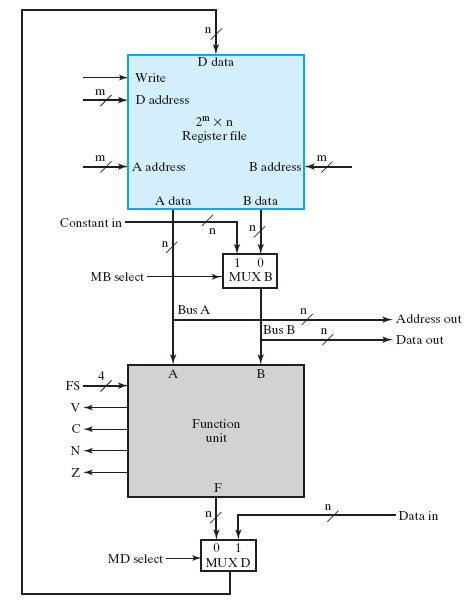 n
D data
Write
m
D address
2^m × n
Register file
m
A address
B address
m
A data
B data
Constant in
n
n
n
1 0
MB select
MUX B
Bus A
n
Address out
Bus B
n
Data out
A
B
4
FS
V
C
N
Z
Function
unit
F
n
n
Data in
0 1
MD select
MUX D